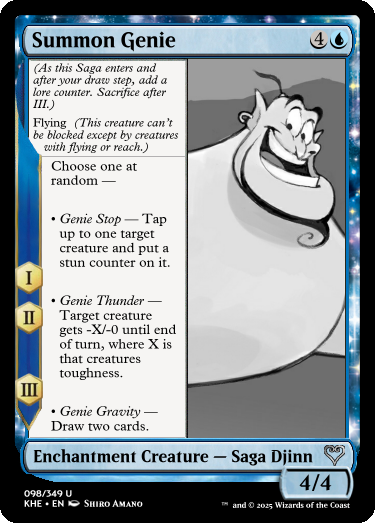 Summon Genie 4
(As this Saga enters and
after your draw step, add a
lore counter. Sacrifice after
III.)
Flying (This creature can't
be blocked except by creatures
with flying or reach.)
Choose one at
random —
• Genie Stop — Tap
up to one target
creature and put a
stun counter on it.
I
• Genie Thunder —
Target creature
gets -X/-0 until end
of turn, where X is
that creatures
toughness.
II
• Genie Gravity —
Draw two cards.
III
Enchantment Creature — Saga Djinn
4/4
098/349 U
KHE • EN Shiro Amano
™ and © 2025 Wizards of the Coast